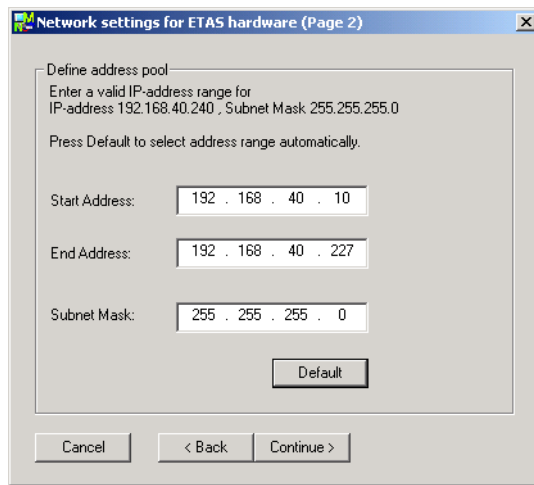 Network settings for ETAS hardware (Page 2)
Define address pool
Enter a valid IP-address range for
IP-address 192.168.40.240 , Subnet Mask 255.255.255.0
Press Default to select address range automatically.
Start Address: 192 . 168 . 40 . 10
End Address: 192 . 168 . 40 . 227
Subnet Mask: 255 . 255 . 255 . 0
Default
Cancel < Back Continue >